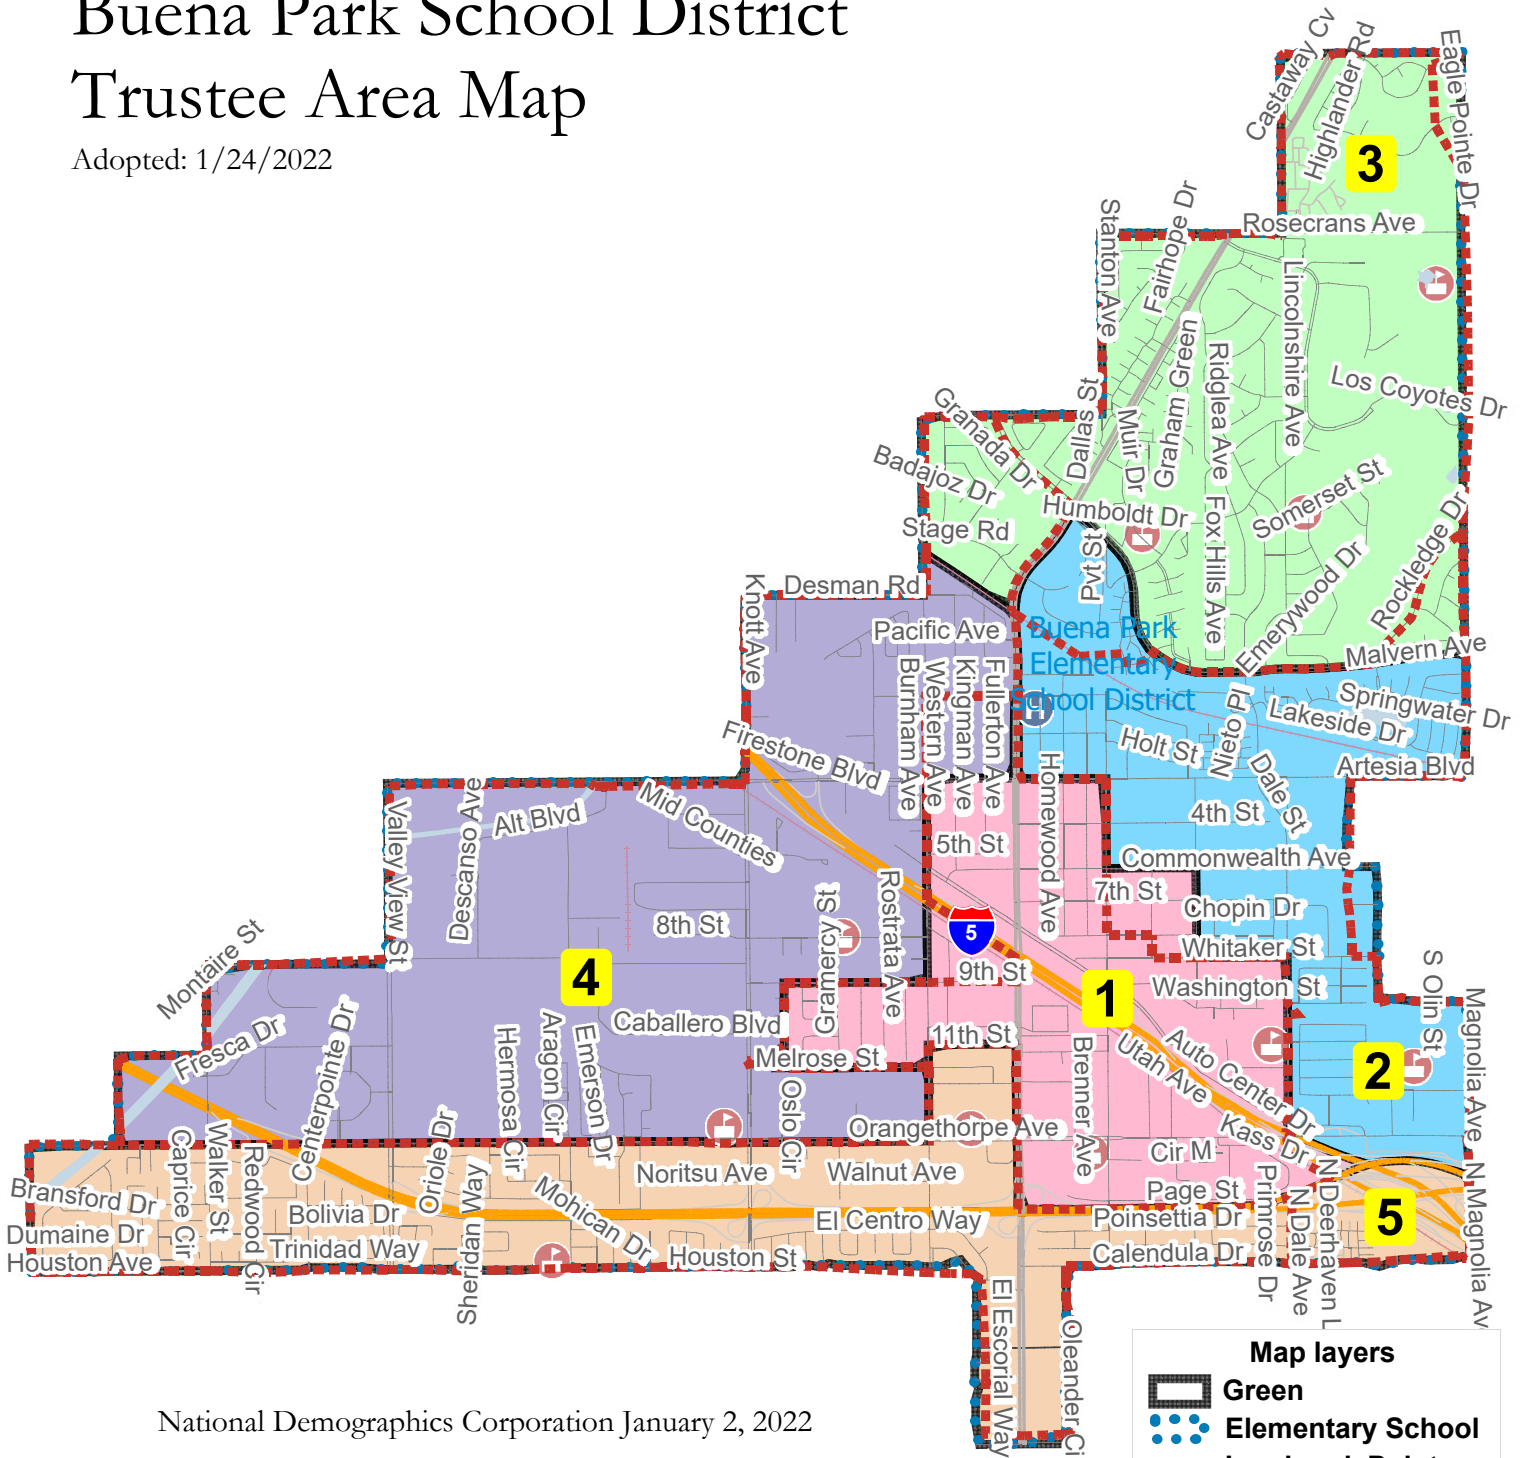 Buena Park School District
Trustee Area Map
Adopted: 1/24/2022
Castaway Cv
Highlander Rd
Eagle Pointe Dr
3
Rosecrans Ave
Stanton Ave
Fairhope Dr
Lincolnshire Ave
Graham Green
Ridglea Ave
Los Coyotes Dr
Dallas St
Granada Dr
Muir Dr
Badajoz Dr
Somerset St
Humboldt Dr
Stage Rd
Fox Hills Ave
Rockledge Dr
Pvt St
Emerywood Dr
Knott Ave
Desman Rd
Pacific Ave
Buena Park
Elementary
School District
Malvern Ave
Burnham Ave
Western Ave
Kingman Ave
Fullerton Ave
Springwater Dr
Lakeside Dr
Nieto Pl
Holt St
Dale St
Firestone Blvd
Artesia Blvd
Homewood Ave
Mid Counties
Valley View St
Descanso Ave
Alt Blvd
4th St
5th St
Commonwealth Ave
7th St
Rostrata Ave
Gramercy St
8th St
Chopin Dr
5
Whitaker St
Montaire St
9th St
4
1
Washington St
S Olin St
Magnolia Ave
Fresca Dr
Centerpointe Dr
Hermosa Cir
Aragon Cir
Emerson Dr
Caballero Blvd
11th St
Melrose St
Brenner Ave
Utah Ave
Auto Center Dr
2
Oslo Cir
Orangethorpe Ave
Kass Dr
Cir M
Caprice Cir
Walker St
Redwood Cir
Oriole Dr
Sheridan Way
Noritsu Ave
Walnut Ave
Bransford Dr
Mohican Dr
Page St
Primrose Dr
N Dale Ave
N Deerhaven L
N Magnolia Av
Bolivia Dr
El Centro Way
Poinsettia Dr
5
Dumaine Dr
Trinidad Way
Houston St
Calendula Dr
Houston Ave
El Escorial Way
Oleander Ci
Map layers
Green
Elementary School
National Demographics Corporation January 2, 2022